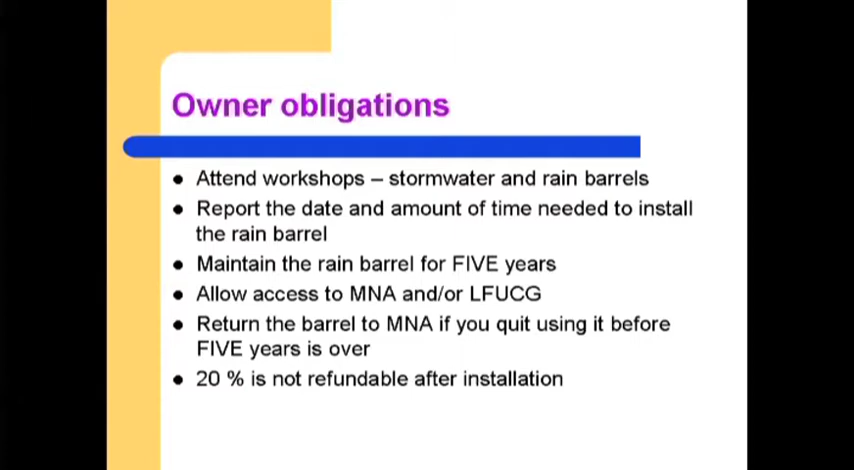 Owner obligations
● Attend workshops – stormwater and rain barrels
● Report the date and amount of time needed to install
the rain barrel
● Maintain the rain barrel for FIVE years
● Allow access to MNA and/or LFUCG
● Return the barrel to MNA if you quit using it before
FIVE years is over
● 20 % is not refundable after installation